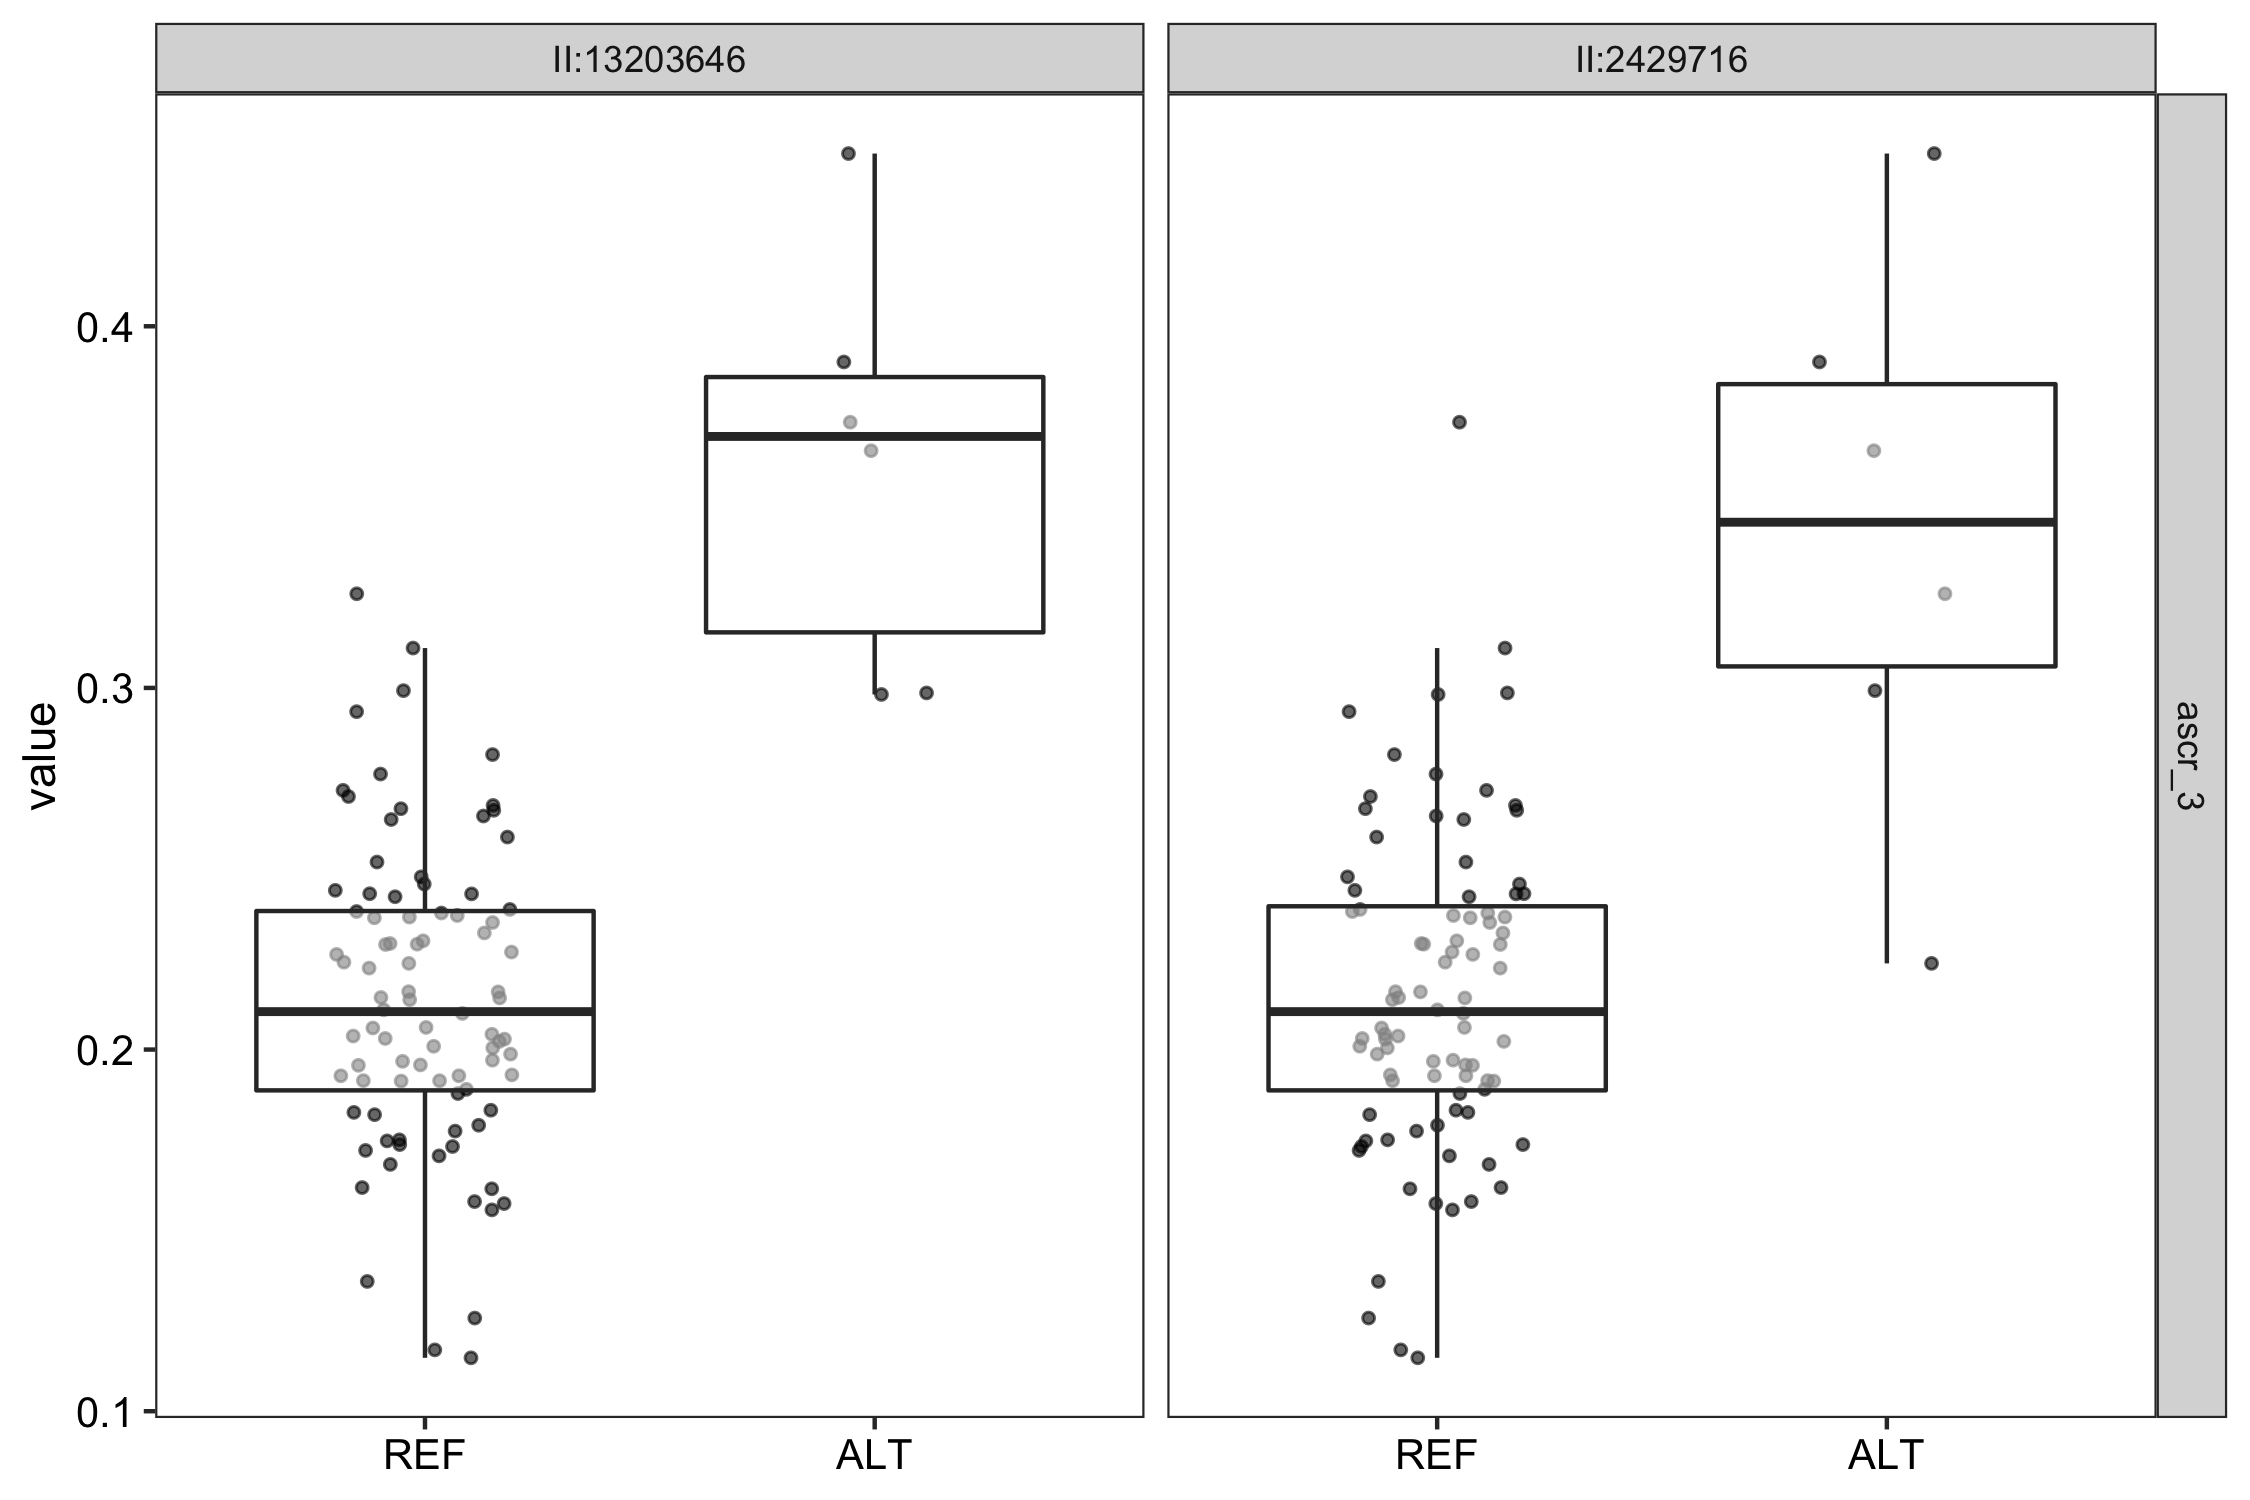 II:13203646
II:2429716
value
0.4
0.3
0.2
0.1
ascr_3
REF
ALT
REF
ALT